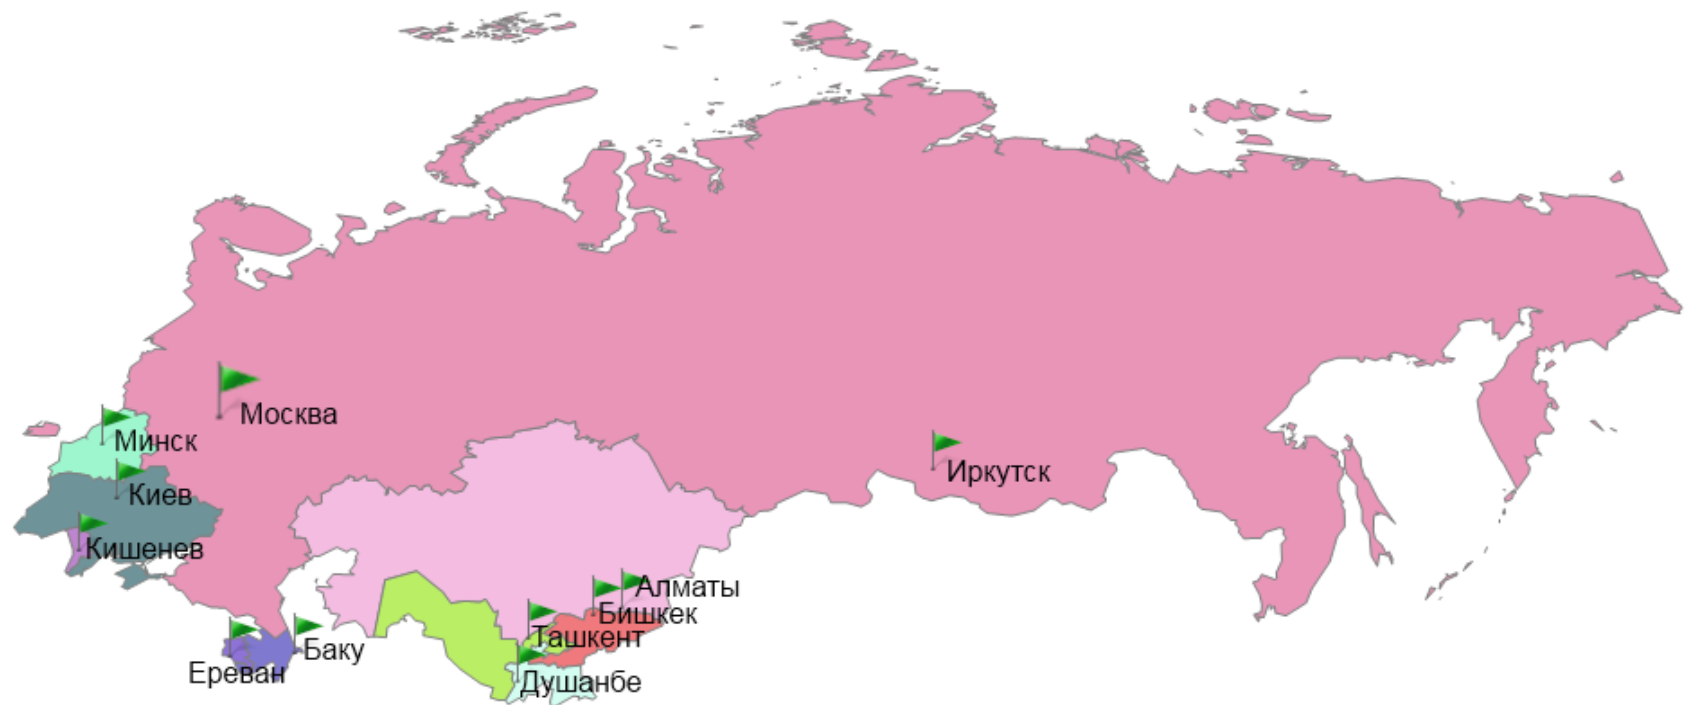 Москва
Минск
Иркутск
Киев
Кишенев
Алматы
Бишкек
Ташкент
Баку
Ереван
Душанбе